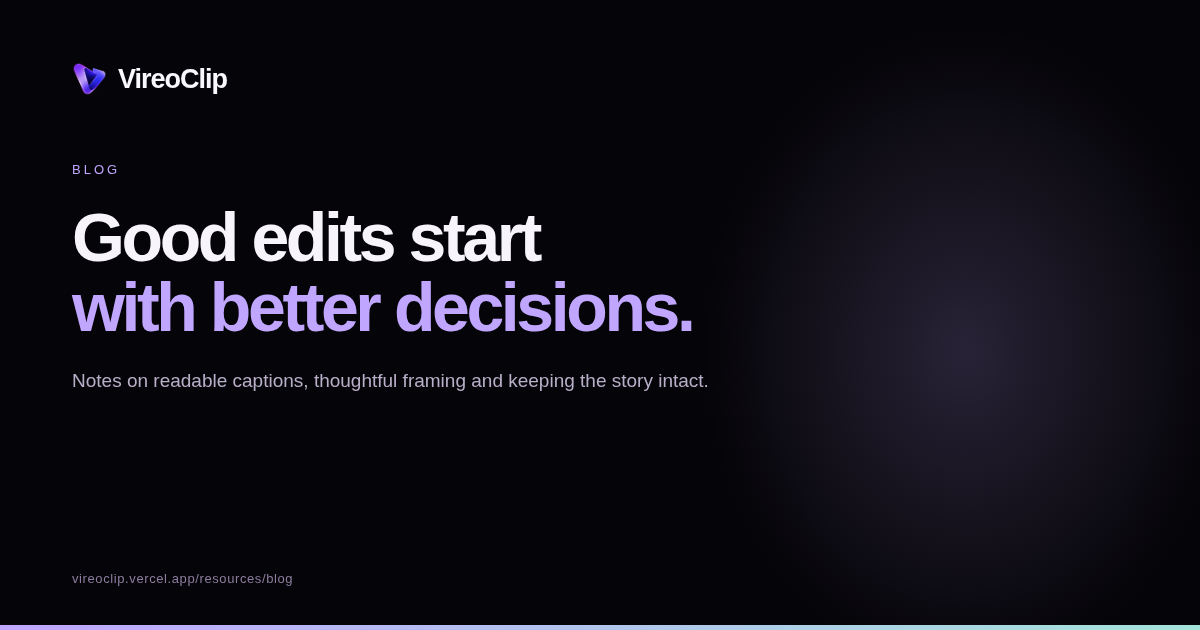 VireoClip
BLOG
Good edits start
with better decisions.
Notes on readable captions, thoughtful framing and keeping the story intact.
vireoclip.vercel.app/resources/blog